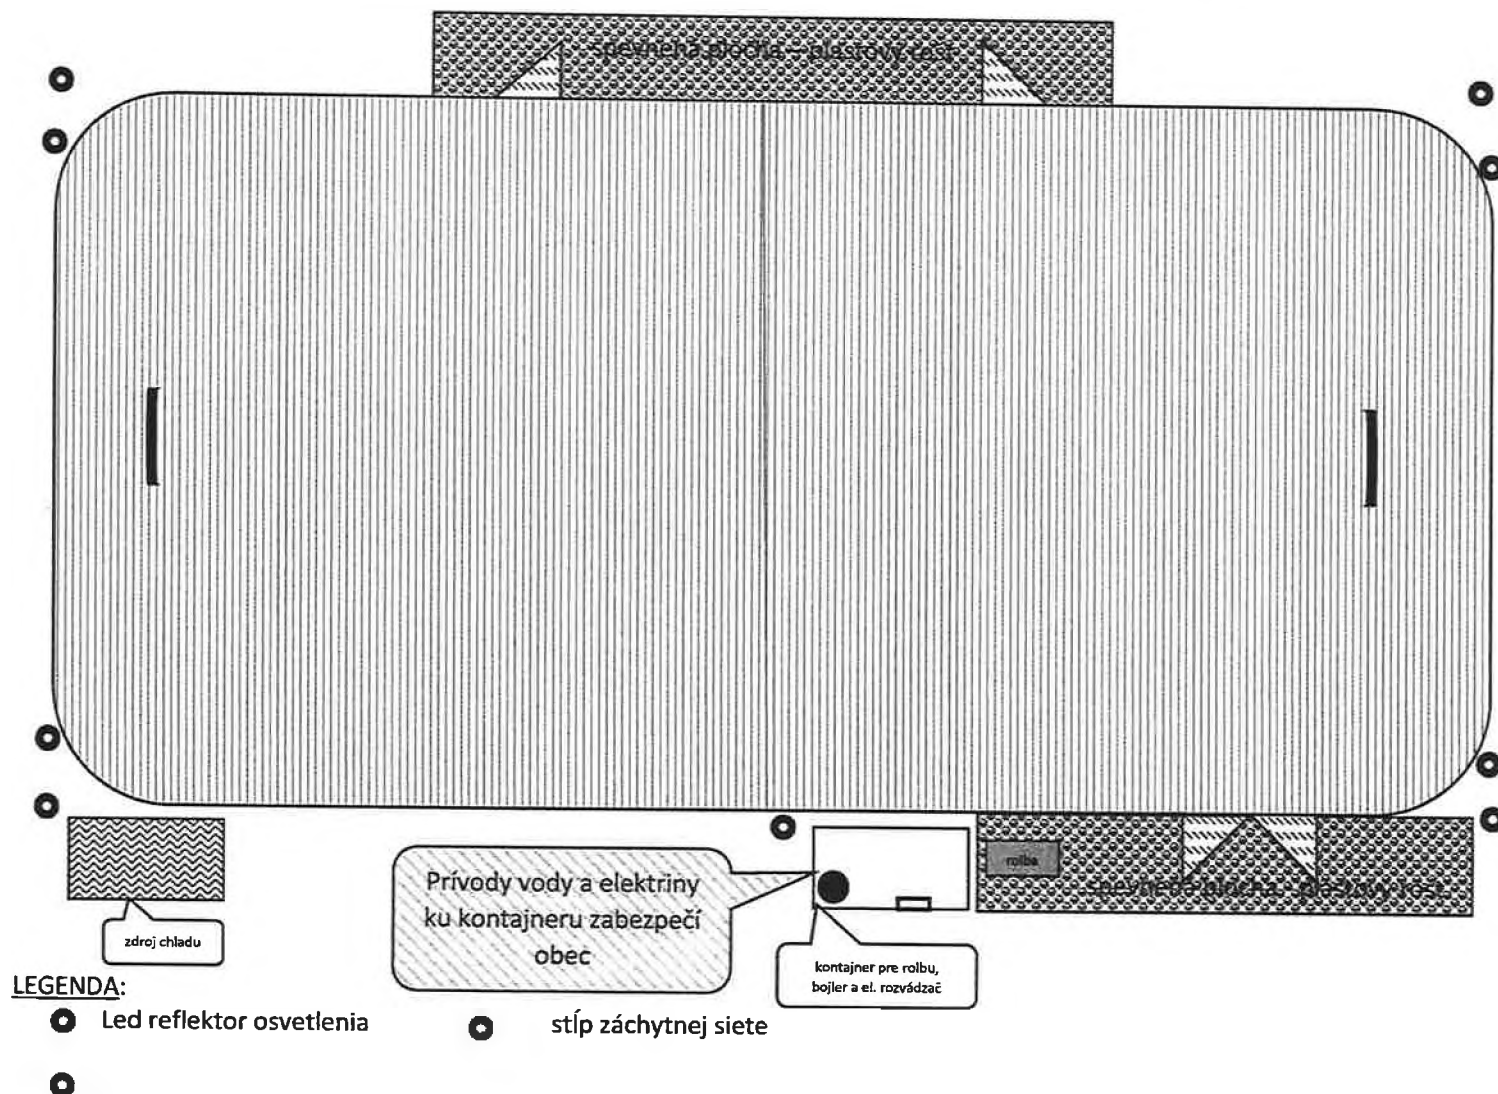 spevnená plocha – plastový rošt
rolba
spevnená plocha - plastový rošt
Prívody vody a elektriny
ku kontajneru zabezpečí
obec
zdroj chladu
kontajner pre rolbu,
bojler a el. rozvádzač
LEGENDA:
Led reflektor osvetlenia
stĺp záchytnej siete